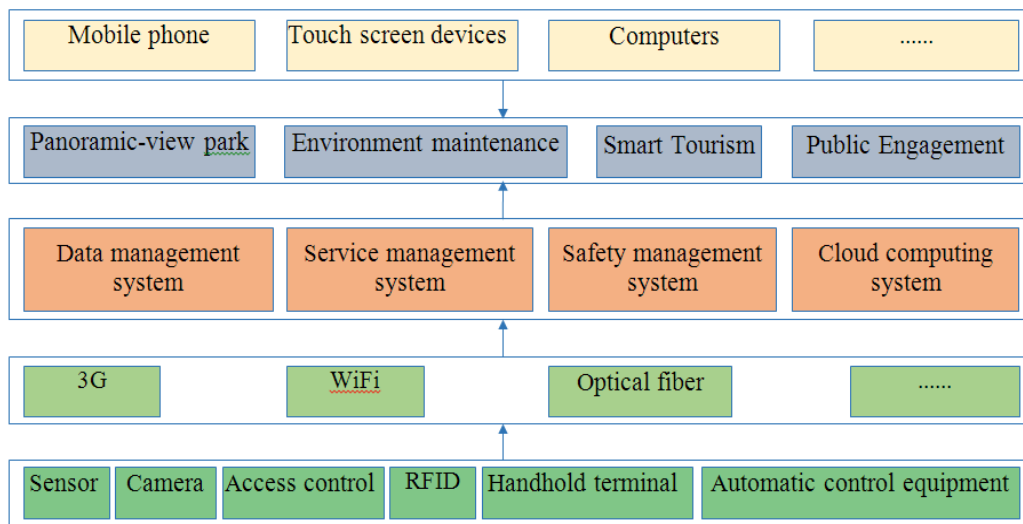 Mobile phone
Touch screen devices
Computers
......
Panoramic-view park
Environment maintenance
Smart Tourism
Public Engagement
Data management
system
Service management
system
Safety management
system
Cloud computing
system
3G
WiFi
Optical fiber
......
Sensor
Camera
Access control
RFID
Handhold terminal
Automatic control equipment